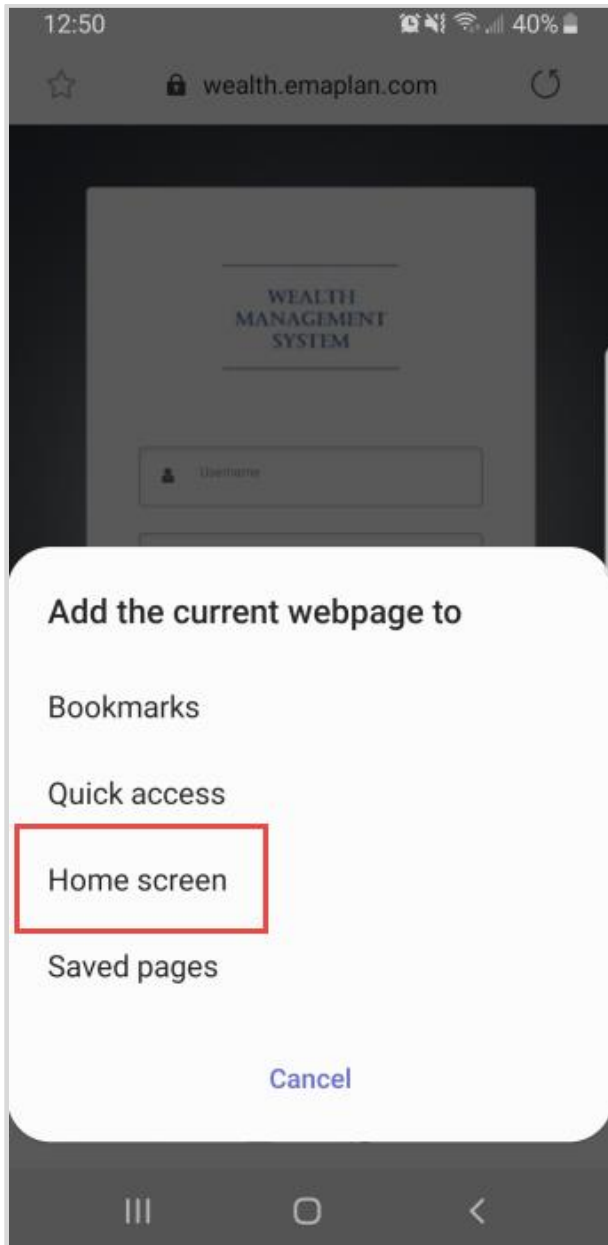 12:50 40%
wealth.emaplan.com
WEALTH
MANAGEMENT
SYSTEM
Username
Add the current webpage to
Bookmarks
Quick access
Home screen
Saved pages
Cancel